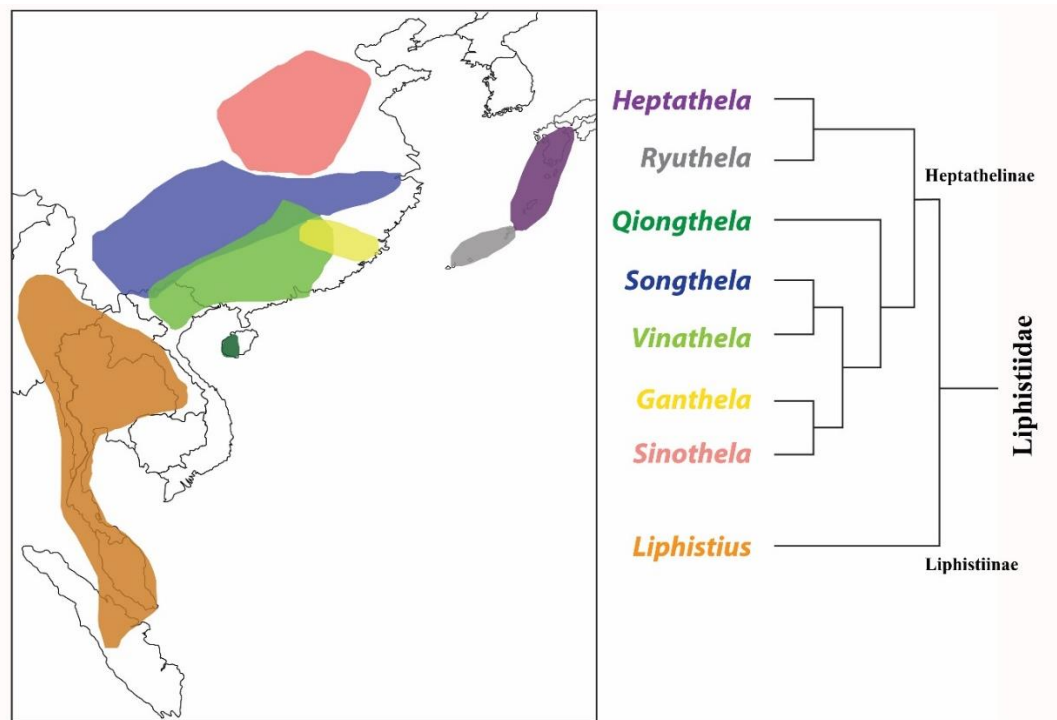 Heptathela
Ryuthela
Heptathelinae
Qiongthela
Songthela
Vinathela
Ganthela
Sinothela
Liphistiidae
Liphistius
Liphistiinae